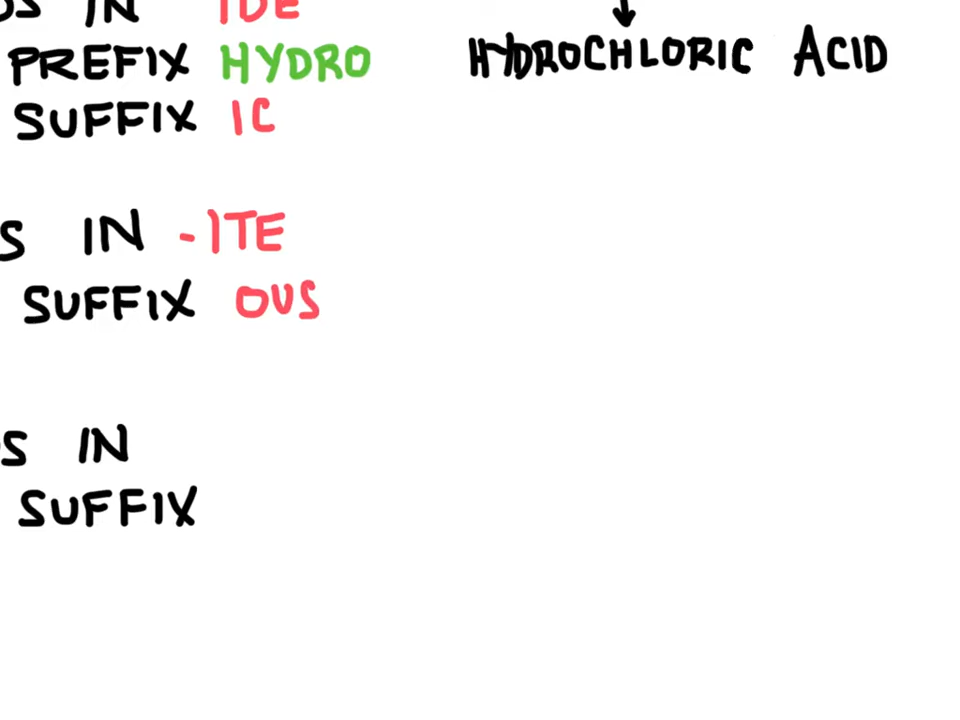 IN IDE
PREFIX HYDRO
SUFFIX IC
HYDROCHLORIC ACID
S IN -ITE
SUFFIX OUS
S IN
SUFFIX